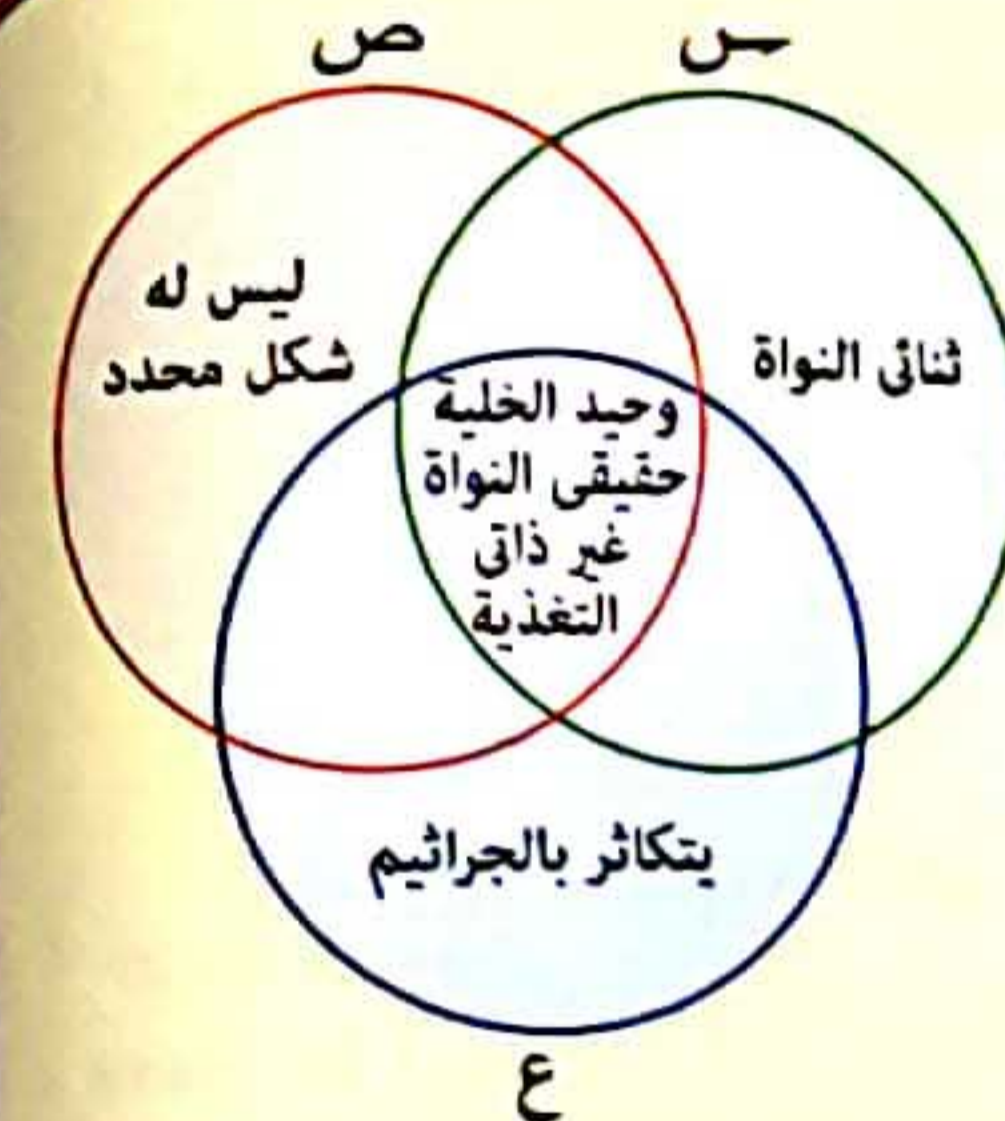 س
ص
ثنائى النواة
ليس له
شكل محدد
وحيد الخلية
حقيقى النواة
غير ذاتى
التغذية
يتكاثر بالجراثيم
ع